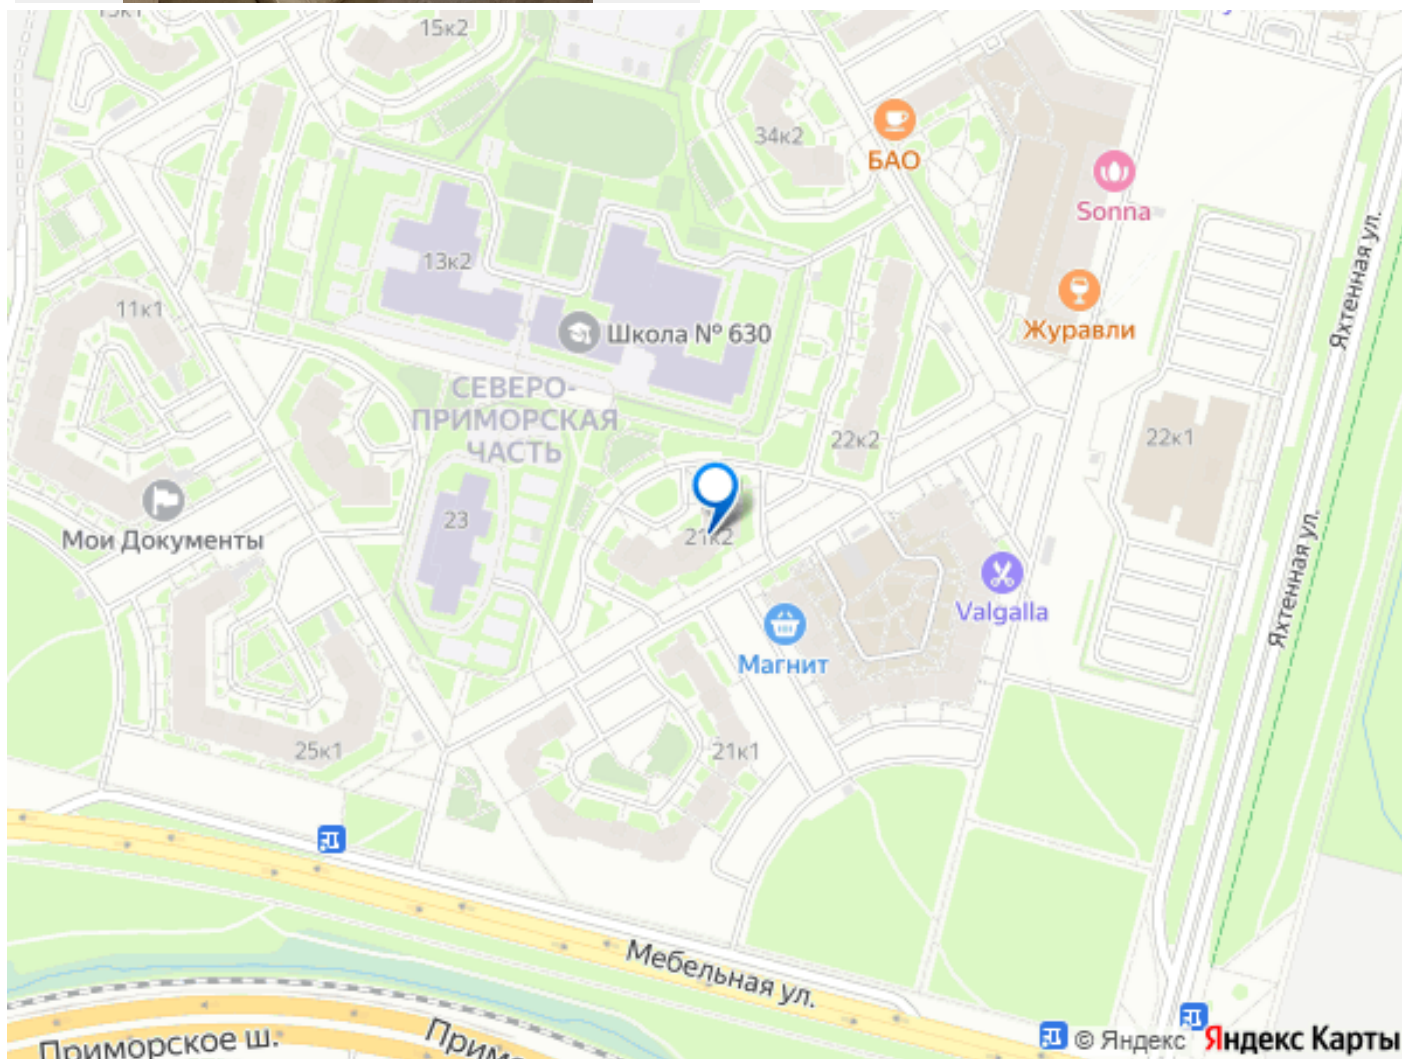 15к2
34к2
БАО
Sonna
13к2
11к1
Школа № 630
Журавли
Яхтенная ул.
СЕВЕРО-
ПРИМОРСКАЯ
ЧАСТЬ
22к2
22к1
Мои Документы
23
21к2
Valgalla
Яхтенная ул.
Магнит
25к1
21к1
Мебельная ул.
Приморское ш.
© Яндекс Яндекс Карты